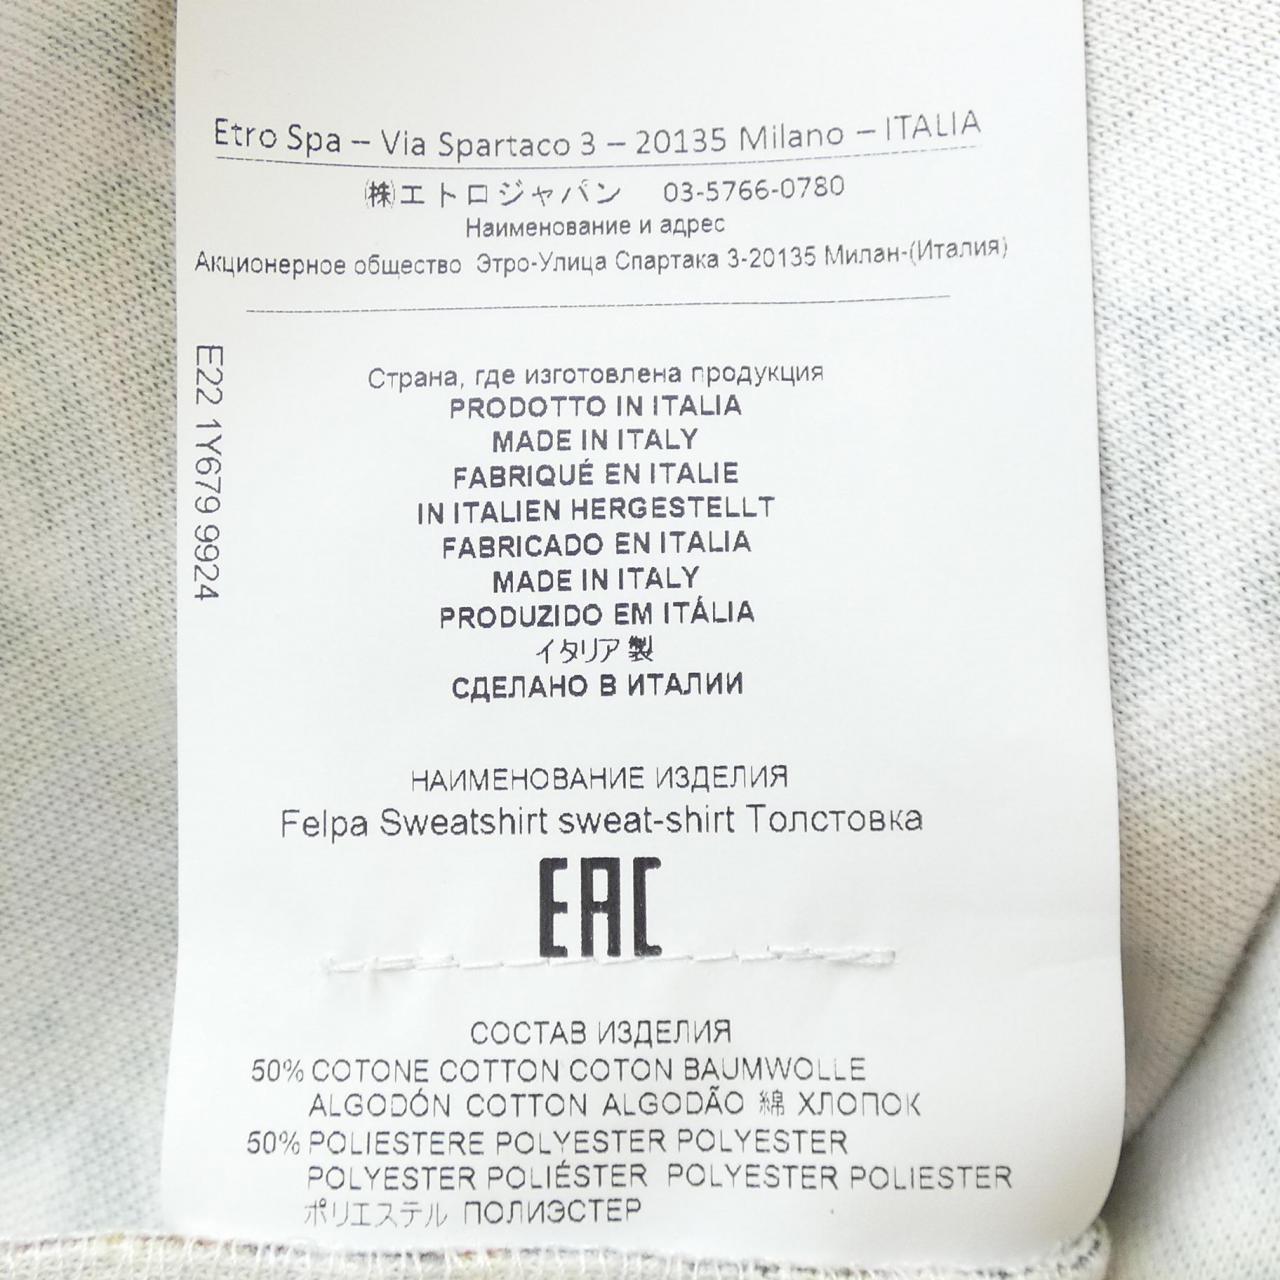 Etro Spa – Via Spartaco 3 – 20135 Milano – ITALIA
㈱エトロジャパン 03-5766-0780
Наименование и адрес
Акционерное общество Этро-Улица Спартака 3-20135 Милан-(Италия)
E22 1Y679 9924
Страна, где изготовлена продукция
PRODOTTO IN ITALIA
MADE IN ITALY
FABRIQUÉ EN ITALIE
IN ITALIEN HERGESTELLT
FABRICADO EN ITALIA
MADE IN ITALY
PRODUZIDO EM ITÁLIA
イタリア製
СДЕЛАНО В ИТАЛИИ
НАИМЕНОВАНИЕ ИЗДЕЛИЯ
Felpa Sweatshirt sweat-shirt Толстовка
EAC
СОСТАВ ИЗДЕЛИЯ
50% COTONE COTTON COTON BAUMWOLLE
ALGODÓN COTTON ALGODÃO 綿 ХЛОПОК
50% POLIESTERE POLYESTER POLYESTER
POLYESTER POLIÉSTER POLYESTER POLIESTER
ポリエステル ПОЛИЭСТЕР